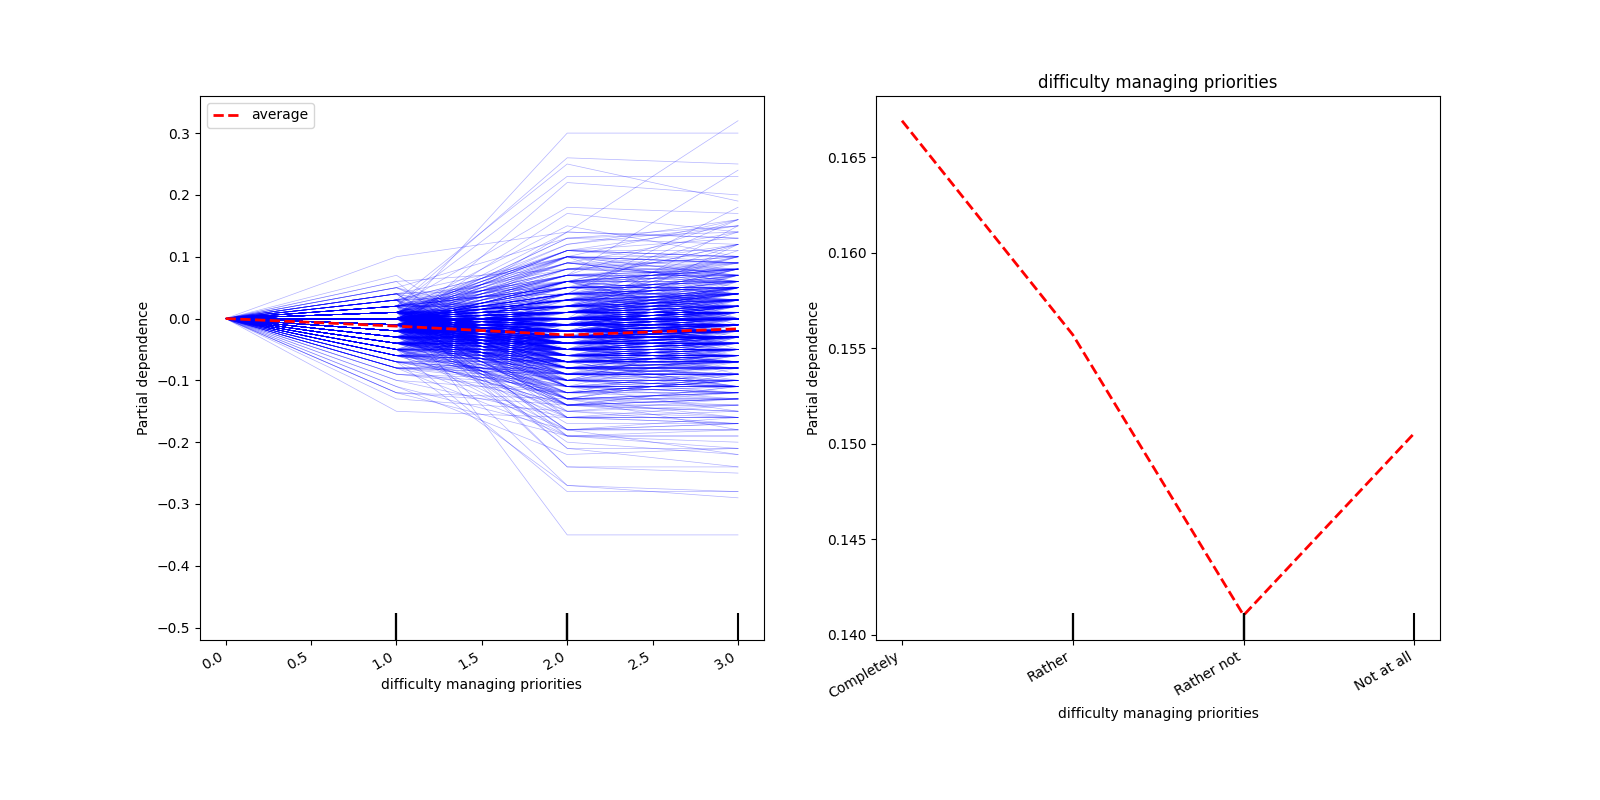 difficulty managing priorities
average
Partial dependence
0.3
0.2
0.1
0.0
−0.1
−0.2
−0.3
−0.4
−0.5
0.0
0.5
1.0
1.5
2.0
2.5
3.0
difficulty managing priorities
Partial dependence
0.165
0.160
0.155
0.150
0.145
0.140
Completely
Rather
Rather not
Not at all
difficulty managing priorities